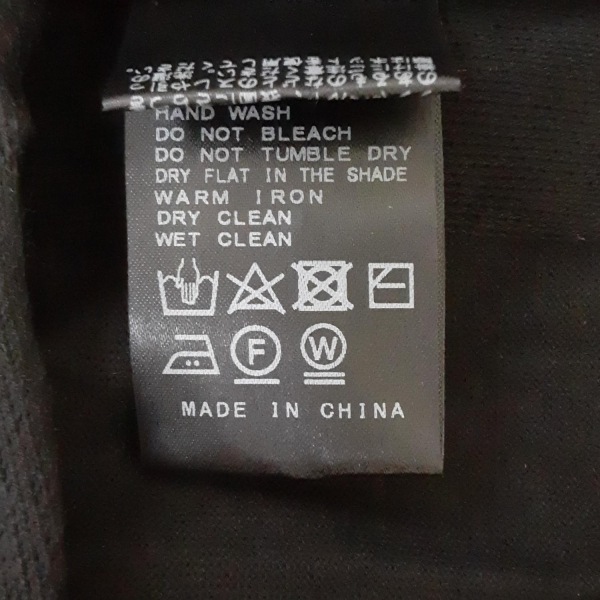 HAND WASH
DO NOT BLEACH
DO NOT TUMBLE DRY
DRY FLAT IN THE SHADE
WARM IRON
DRY CLEAN
WET CLEAN
F W
MADE IN CHINA